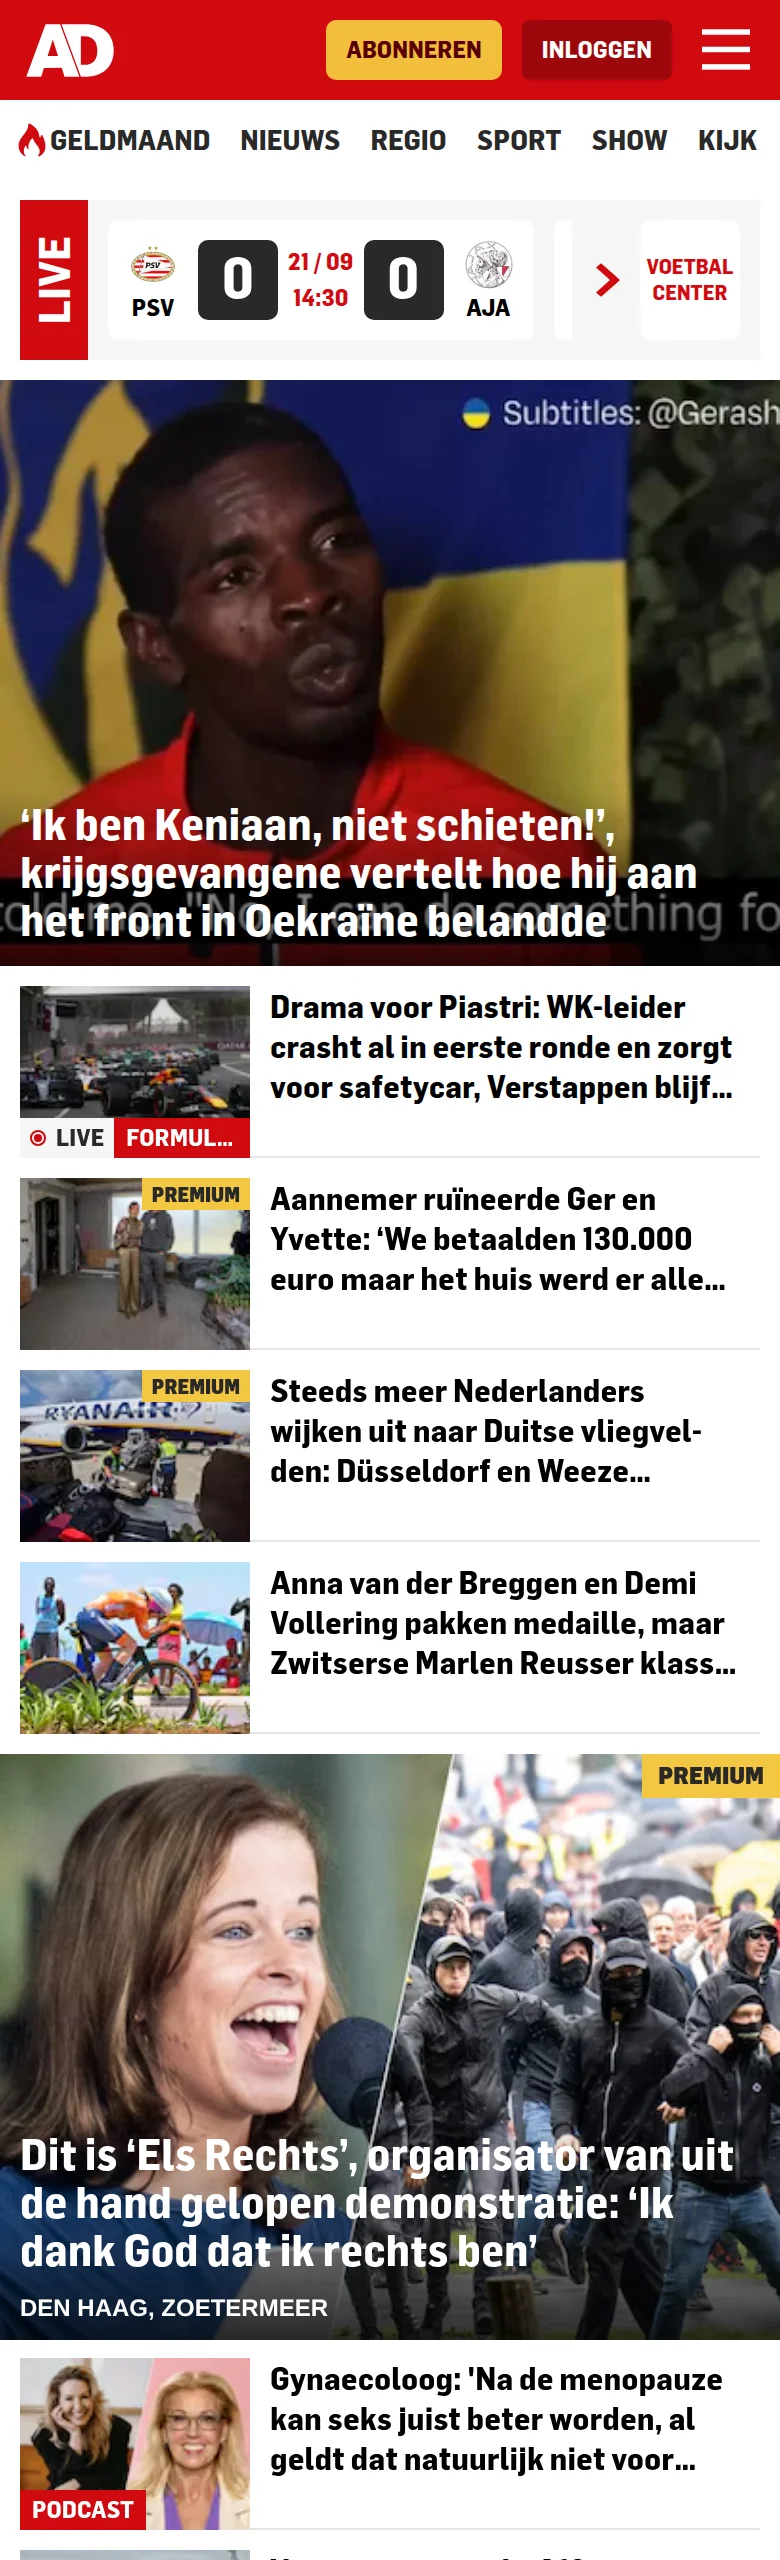 AD
ABONNEREN
INLOGGEN
GELDMAAND NIEUWS REGIO SPORT SHOW KIJK
LIVE
PSV
PSV
0
21 / 09
14:30
0
AJA
VOETBAL
CENTER
Subtitles: @Gerash
‘Ik ben Keniaan, niet schieten!’,
krijgsgevangene vertelt hoe hij aan
het front in Oekraïne belandde
Drama voor Piastri: WK-leider
crasht al in eerste ronde en zorgt
voor safetycar, Verstappen blijf...
LIVE FORMUL...
PREMIUM
Aannemer ruïneerde Ger en
Yvette: ‘We betaalden 130.000
euro maar het huis werd er alle...
PREMIUM
RYANAIR
Steeds meer Nederlanders
wijken uit naar Duitse vliegvel-
den: Düsseldorf en Weeze...
Anna van der Breggen en Demi
Vollering pakken medaille, maar
Zwitserse Marlen Reusser klass...
PREMIUM
Dit is ‘Els Rechts’, organisator van uit
de hand gelopen demonstratie: ‘Ik
dank God dat ik rechts ben’
DEN HAAG, ZOETERMEER
Gynaecoloog: 'Na de menopauze
kan seks juist beter worden, al
geldt dat natuurlijk niet voor...
PODCAST